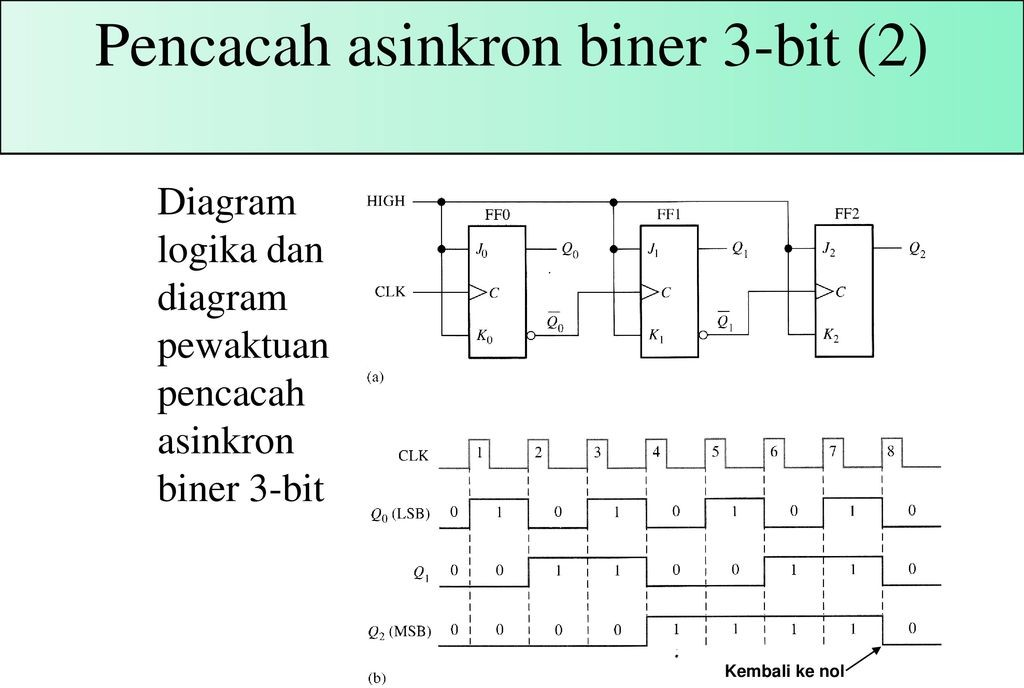 Pencacah asinkron biner 3-bit (2)
Diagram
logika dan
diagram
pewaktuan
pencacah
asinkron
biner 3-bit
HIGH
FF0 FF1 FF2
J0 Q0 J1 Q1 J2 Q2
CLK C C C
Q̅0 Q̅1
K0 K1 K2
(a)
CLK 1 2 3 4 5 6 7 8
Q0 (LSB) 0 1 0 1 0 1 0 1 0
Q1 0 0 1 1 0 0 1 1 0
Q2 (MSB) 0 0 0 0 1 1 1 1 0
Kembali ke nol
(b)